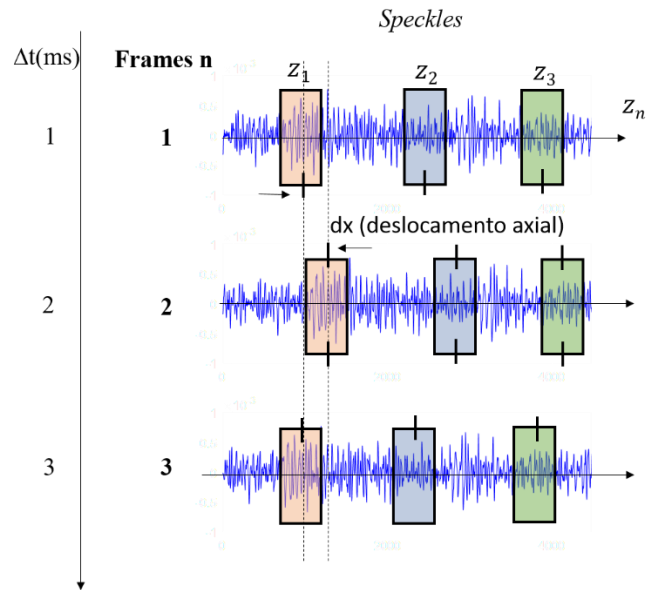 Speckles
Δt(ms) Frames n
z₁ z₂ z₃
zₙ
1 1
dx (deslocamento axial)
2 2
3 3